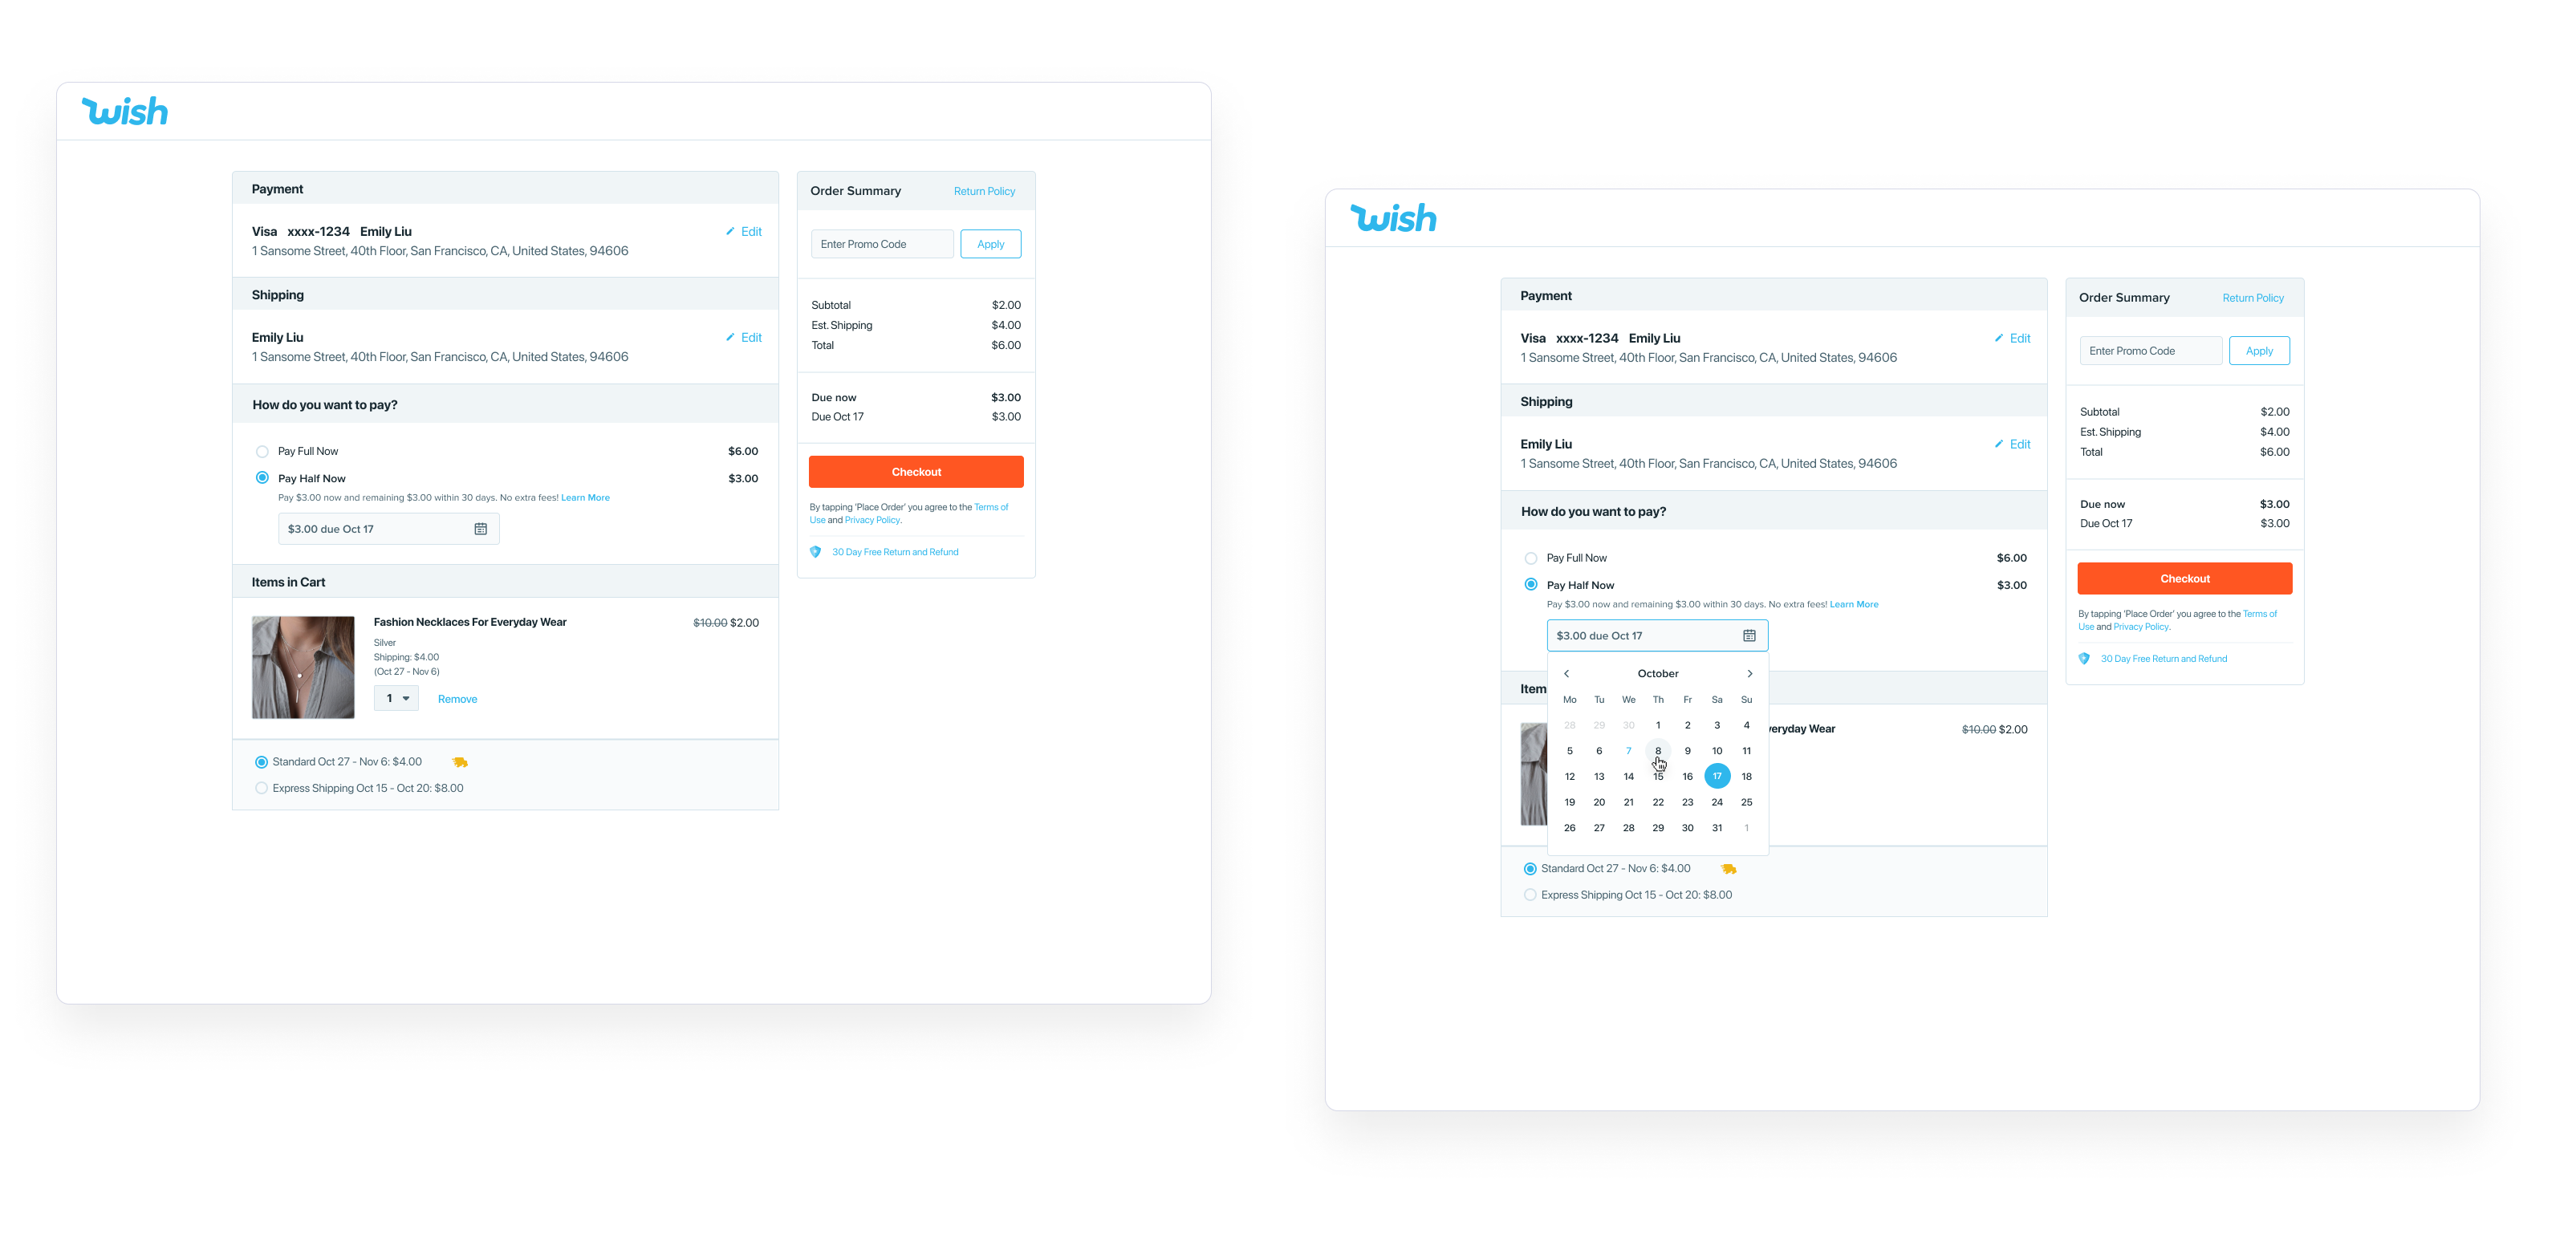 wish
Payment
Visa xxxx-1234 Emily Liu
Edit
1 Sansome Street, 40th Floor, San Francisco, CA, United States, 94606
Shipping
Emily Liu
Edit
1 Sansome Street, 40th Floor, San Francisco, CA, United States, 94606
How do you want to pay?
Pay Full Now $6.00
Pay Half Now $3.00
Pay $3.00 now and remaining $3.00 within 30 days. No extra fees! Learn More
$3.00 due Oct 17
Items in Cart
Fashion Necklaces For Everyday Wear $10.00 $2.00
Silver
Shipping: $4.00
(Oct 27 - Nov 6)
1 Remove
Standard Oct 27 - Nov 6: $4.00
Express Shipping Oct 15 - Oct 20: $8.00
Order Summary Return Policy
Enter Promo Code Apply
Subtotal $2.00
Est. Shipping $4.00
Total $6.00
Due now $3.00
Due Oct 17 $3.00
Checkout
By tapping 'Place Order' you agree to the Terms of
Use and Privacy Policy.
30 Day Free Return and Refund
wish
Payment
Visa xxxx-1234 Emily Liu
Edit
1 Sansome Street, 40th Floor, San Francisco, CA, United States, 94606
Shipping
Emily Liu
Edit
1 Sansome Street, 40th Floor, San Francisco, CA, United States, 94606
How do you want to pay?
Pay Full Now $6.00
Pay Half Now $3.00
Pay $3.00 now and remaining $3.00 within 30 days. No extra fees! Learn More
$3.00 due Oct 17
October
Mo Tu We Th Fr Sa Su
28 29 30 1 2 3 4
5 6 7 8 9 10 11
12 13 14 15 16 17 18
19 20 21 22 23 24 25
26 27 28 29 30 31 1
Item
veryday Wear $10.00 $2.00
Standard Oct 27 - Nov 6: $4.00
Express Shipping Oct 15 - Oct 20: $8.00
Order Summary Return Policy
Enter Promo Code Apply
Subtotal $2.00
Est. Shipping $4.00
Total $6.00
Due now $3.00
Due Oct 17 $3.00
Checkout
By tapping 'Place Order' you agree to the Terms of
Use and Privacy Policy.
30 Day Free Return and Refund